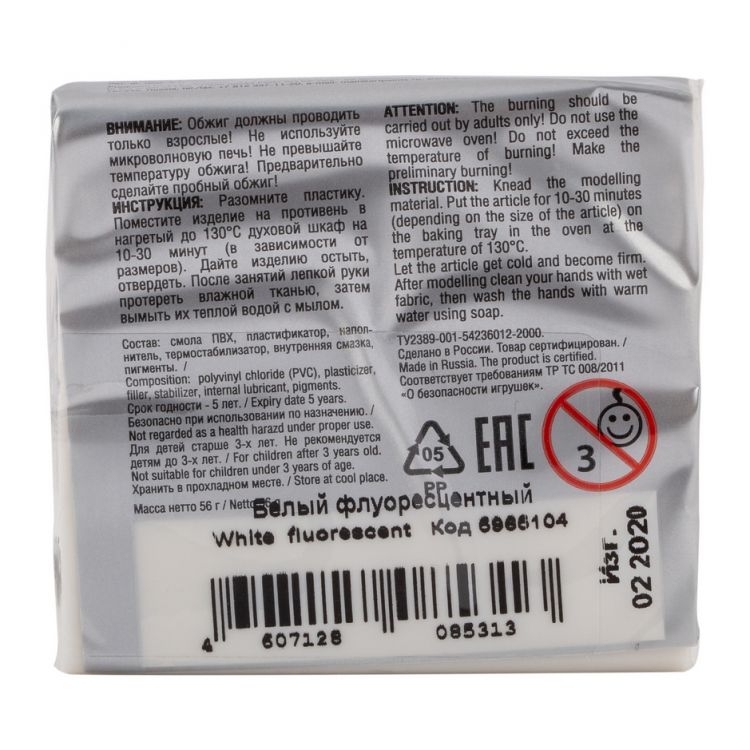 ВНИМАНИЕ: Обжиг должны проводить
только взрослые! Не используйте
микроволновую печь! Не превышайте
температуру обжига! Предварительно
сделайте пробный обжиг!
ИНСТРУКЦИЯ: Разомните пластику.
Поместите изделие на противень в
нагретый до 130°С духовой шкаф на
10-30 минут (в зависимости от
размеров). Дайте изделию остыть,
отвердеть. После занятий лепкой руки
протереть влажной тканью, затем
вымыть их теплой водой с мылом.
Состав: смола ПВХ, пластификатор, напол-
нитель, термостабилизатор, внутренняя смазка,
пигменты. /
Composition: polyvinyl chloride (PVC), plasticizer,
filler, stabilizer, internal lubricant, pigments.
Срок годности - 5 лет. / Expiry date 5 years.
Безопасно при использовании по назначению. /
Not regarded as a health hazard under proper use.
Для детей старше 3-х лет. Не рекомендуется
детям до 3-х лет. / For children after 3 years old.
Not suitable for children under 3 years of age.
Хранить в прохладном месте. / Store at cool place.
Масса нетто 56 г / Netto
ATTENTION: The burning should be
carried out by adults only! Do not use the
microwave oven! Do not exceed the
temperature of burning! Make the
preliminary burning!
INSTRUCTION: Knead the modelling
material. Put the article for 10-30 minutes
(depending on the size of the article) on
the baking tray in the oven at the
temperature of 130°C.
Let the article get cold and become firm.
After modelling clean your hands with wet
fabric, then wash the hands with warm
water using soap.
ТУ2389-001-54236012-2000.
Сделано в России. Товар сертифицирован. /
Made in Russia. The product is certified.
Соответствует требованиям ТР ТС 008/2011
«О безопасности игрушек».
05
PP
EAC
3
Белый флуоресцентный
White fluorescent Код
4 607128 085313
Изг.
02 2020